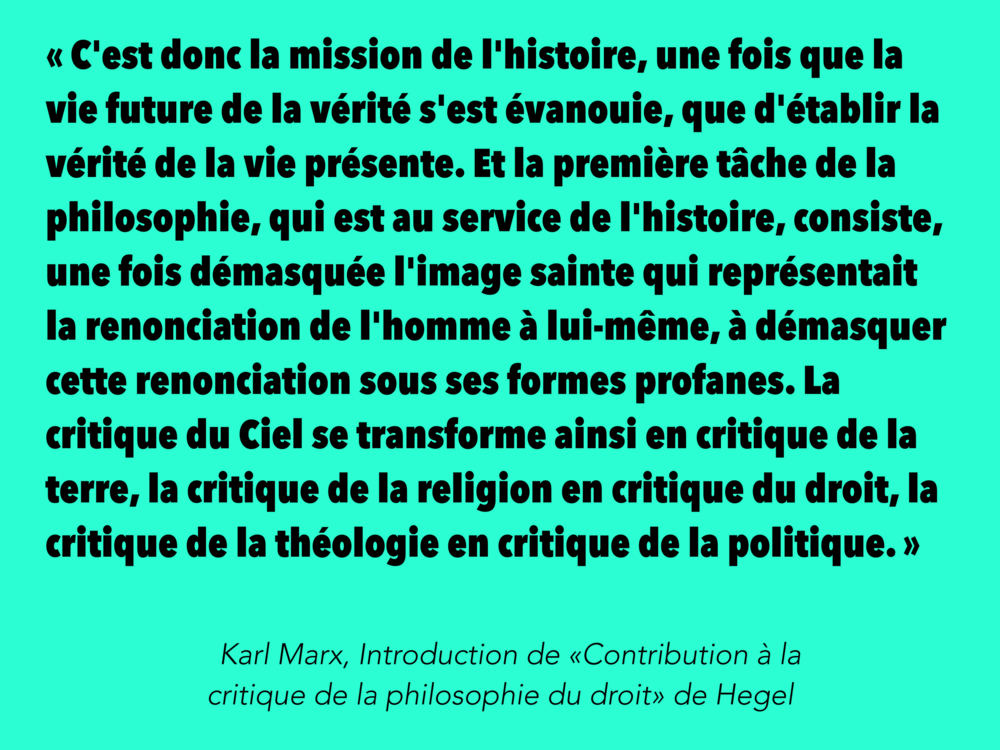 « C'est donc la mission de l'histoire, une fois que la
vie future de la vérité s'est évanouie, que d'établir la
vérité de la vie présente. Et la première tâche de la
philosophie, qui est au service de l'histoire, consiste,
une fois démasquée l'image sainte qui représentait
la renonciation de l'homme à lui-même, à démasquer
cette renonciation sous ses formes profanes. La
critique du Ciel se transforme ainsi en critique de la
terre, la critique de la religion en critique du droit, la
critique de la théologie en critique de la politique. »
Karl Marx, Introduction de «Contribution à la
critique de la philosophie du droit» de Hegel